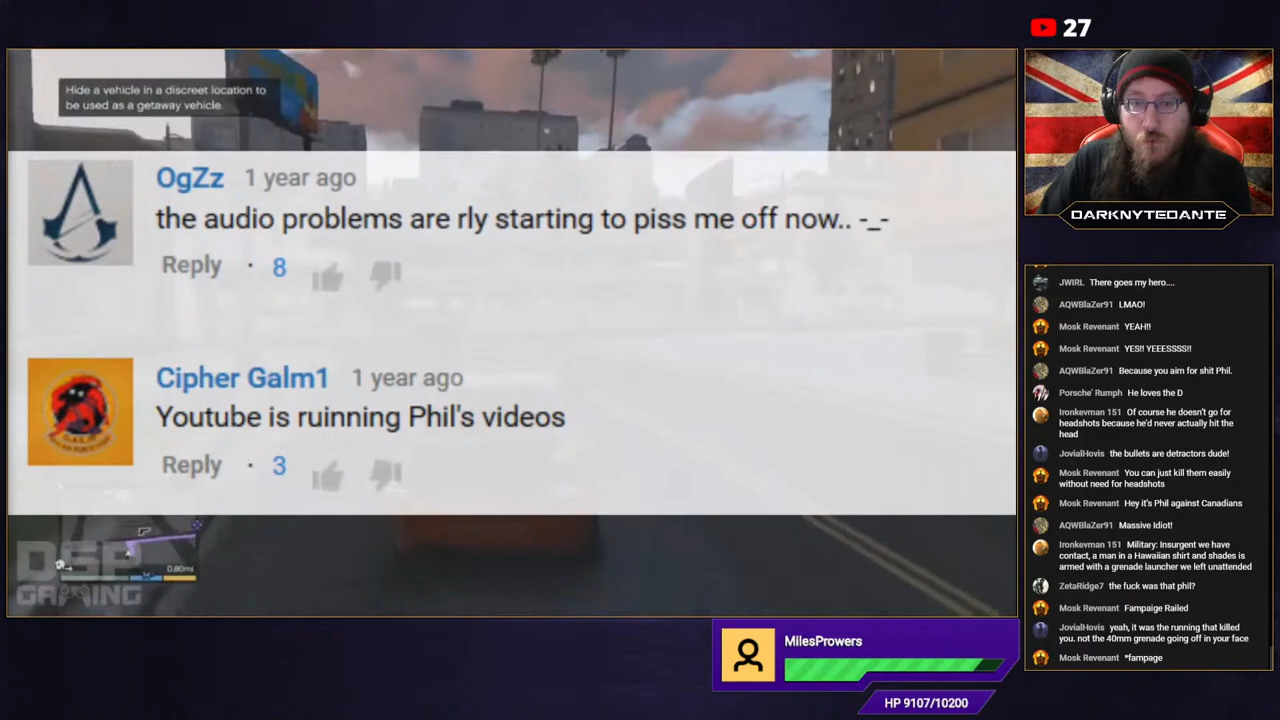 27
Hide a vehicle in a discreet location to
be used as a getaway vehicle.
OgZz 1 year ago
the audio problems are rly starting to piss me off now.. -_-
Reply · 8
Cipher Galm1 1 year ago
Youtube is ruinning Phil's videos
Reply · 3
0.80mi
DSP
GAMING
DARKNYTEDANTE
JWIRL There goes my hero....
AQWBlaZer91 LMAO!
Mosk Revenant YEAH!!
Mosk Revenant YES!! YEEESSSS!!
AQWBlaZer91 Because you aim for shit Phil.
Porsche' Rumph He loves the D
Ironkevman 151 Of course he doesn't go for
headshots because he'd never actually hit the
head
JovialHovis the bullets are detractors dude!
Mosk Revenant You can just kill them easily
without need for headshots
Mosk Revenant Hey it's Phil against Canadians
AQWBlaZer91 Massive Idiot!
Ironkevman 151 Military: Insurgent we have
contact, a man in a Hawaiian shirt and shades is
armed with a grenade launcher we left unattended
ZetaRidge7 the fuck was that phil?
Mosk Revenant Fampaige Railed
JovialHovis yeah, it was the running that killed
you. not the 40mm grenade going off in your face
Mosk Revenant *fampage
MilesProwers
HP 9107/10200